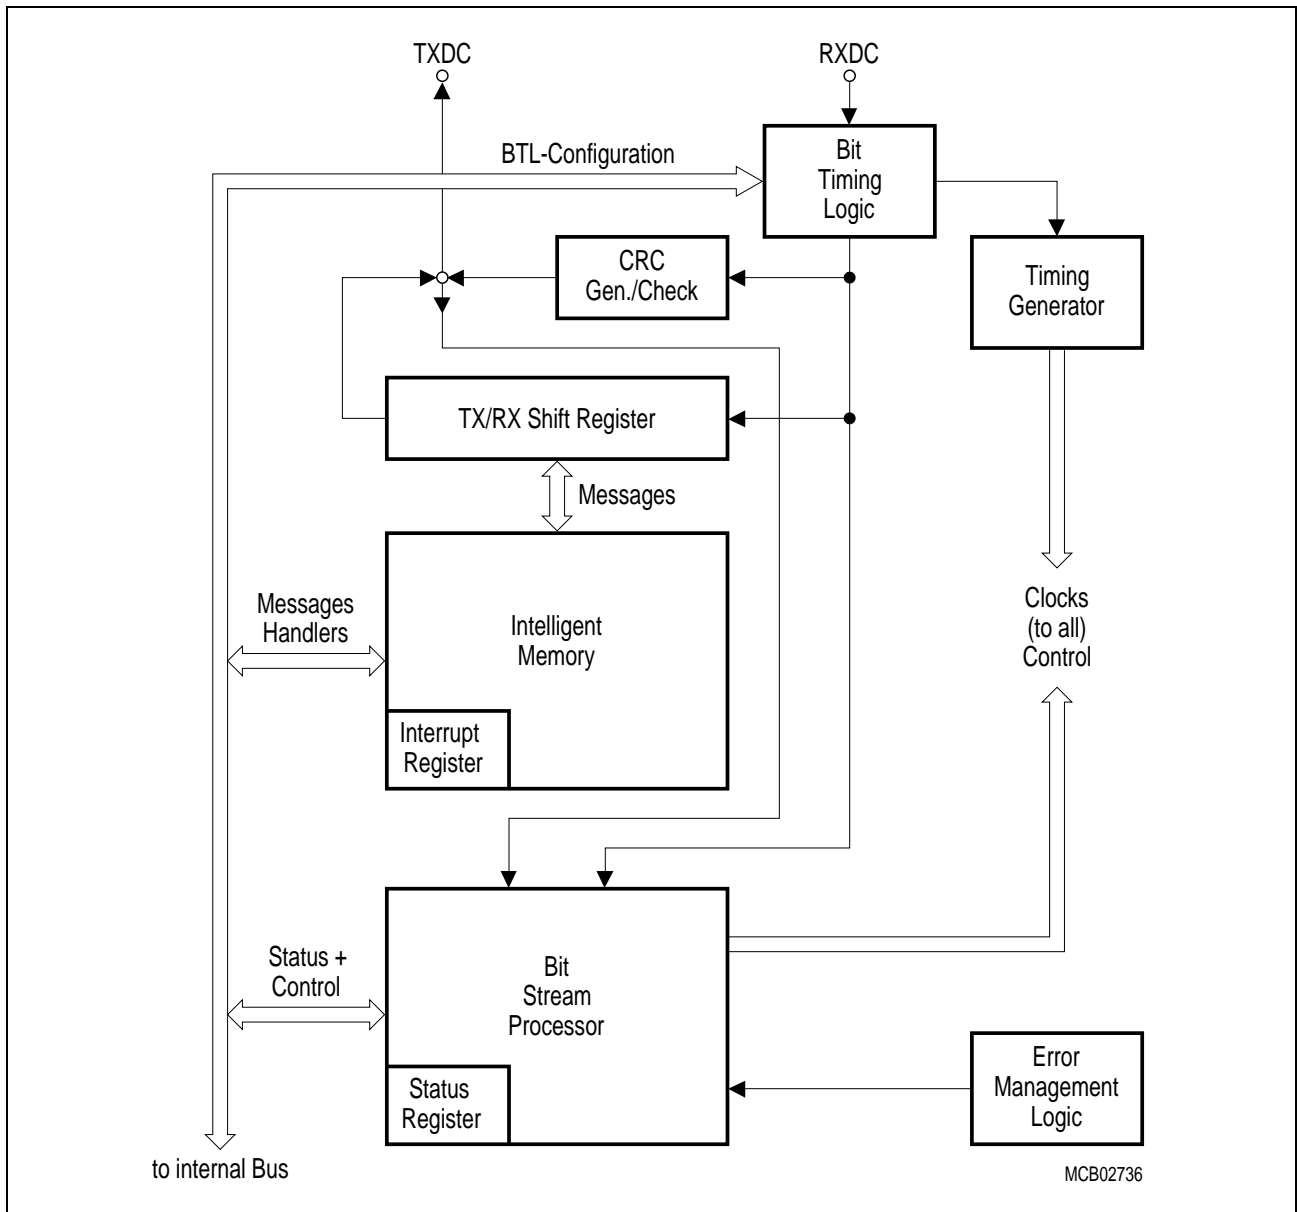 TXDC
RXDC
BTL-Configuration
Bit
Timing
Logic
CRC
Gen./Check
Timing
Generator
TX/RX Shift Register
Messages
Messages
Handlers
Intelligent
Memory
Clocks
(to all)
Control
Interrupt
Register
Status +
Control
Bit
Stream
Processor
Status
Register
Error
Management
Logic
to internal Bus
MCB02736